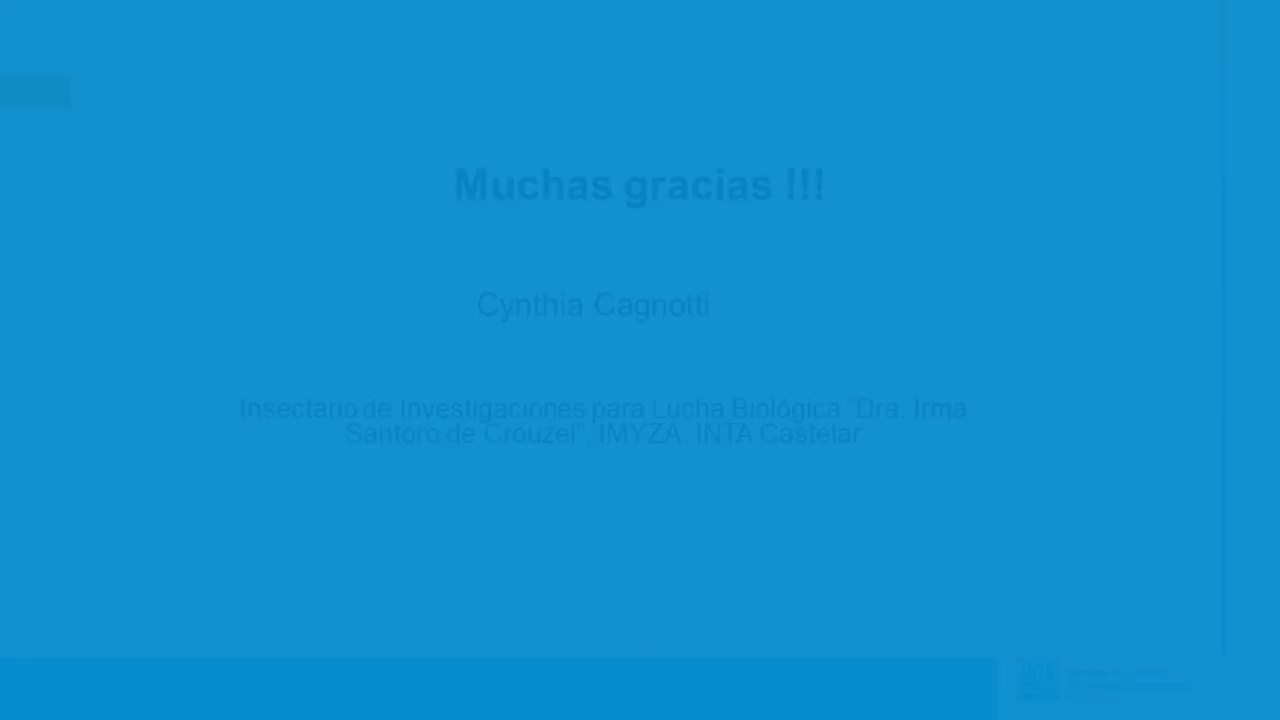 Muchas gracias !!!
Cynthia Cagnotti
Insectario de Investigaciones para Lucha Biológica "Dra. Irma
Santoro de Crouzel", IMYZA, INTA Castelar